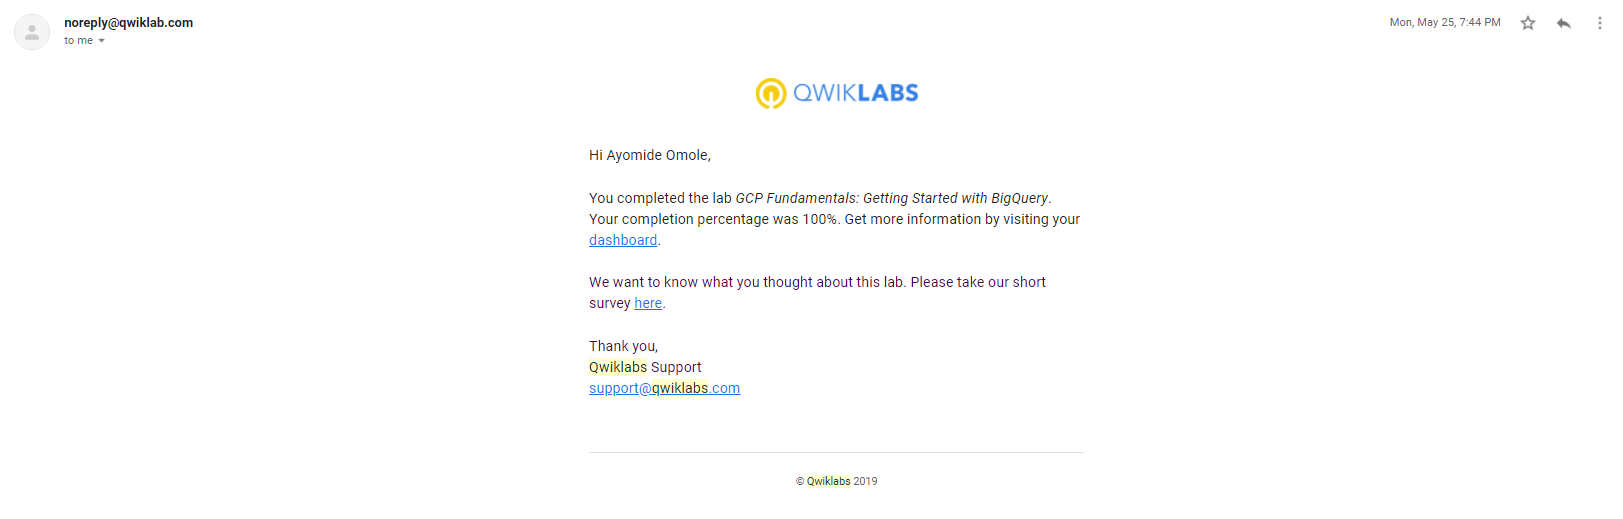 noreply@qwiklab.com
Mon, May 25, 7:44 PM
to me
QWIKLABS
Hi Ayomide Omole,
You completed the lab GCP Fundamentals: Getting Started with BigQuery.
Your completion percentage was 100%. Get more information by visiting your
dashboard.
We want to know what you thought about this lab. Please take our short
survey here.
Thank you,
Qwiklabs Support
support@qwiklabs.com
© Qwiklabs 2019